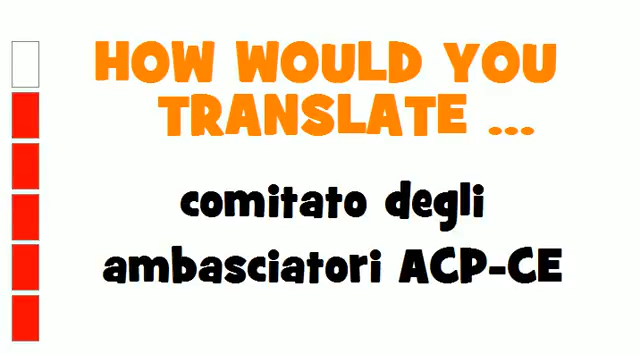 HOW WOULD YOU
TRANSLATE ...
comitato degli
ambasciatori ACP-CE